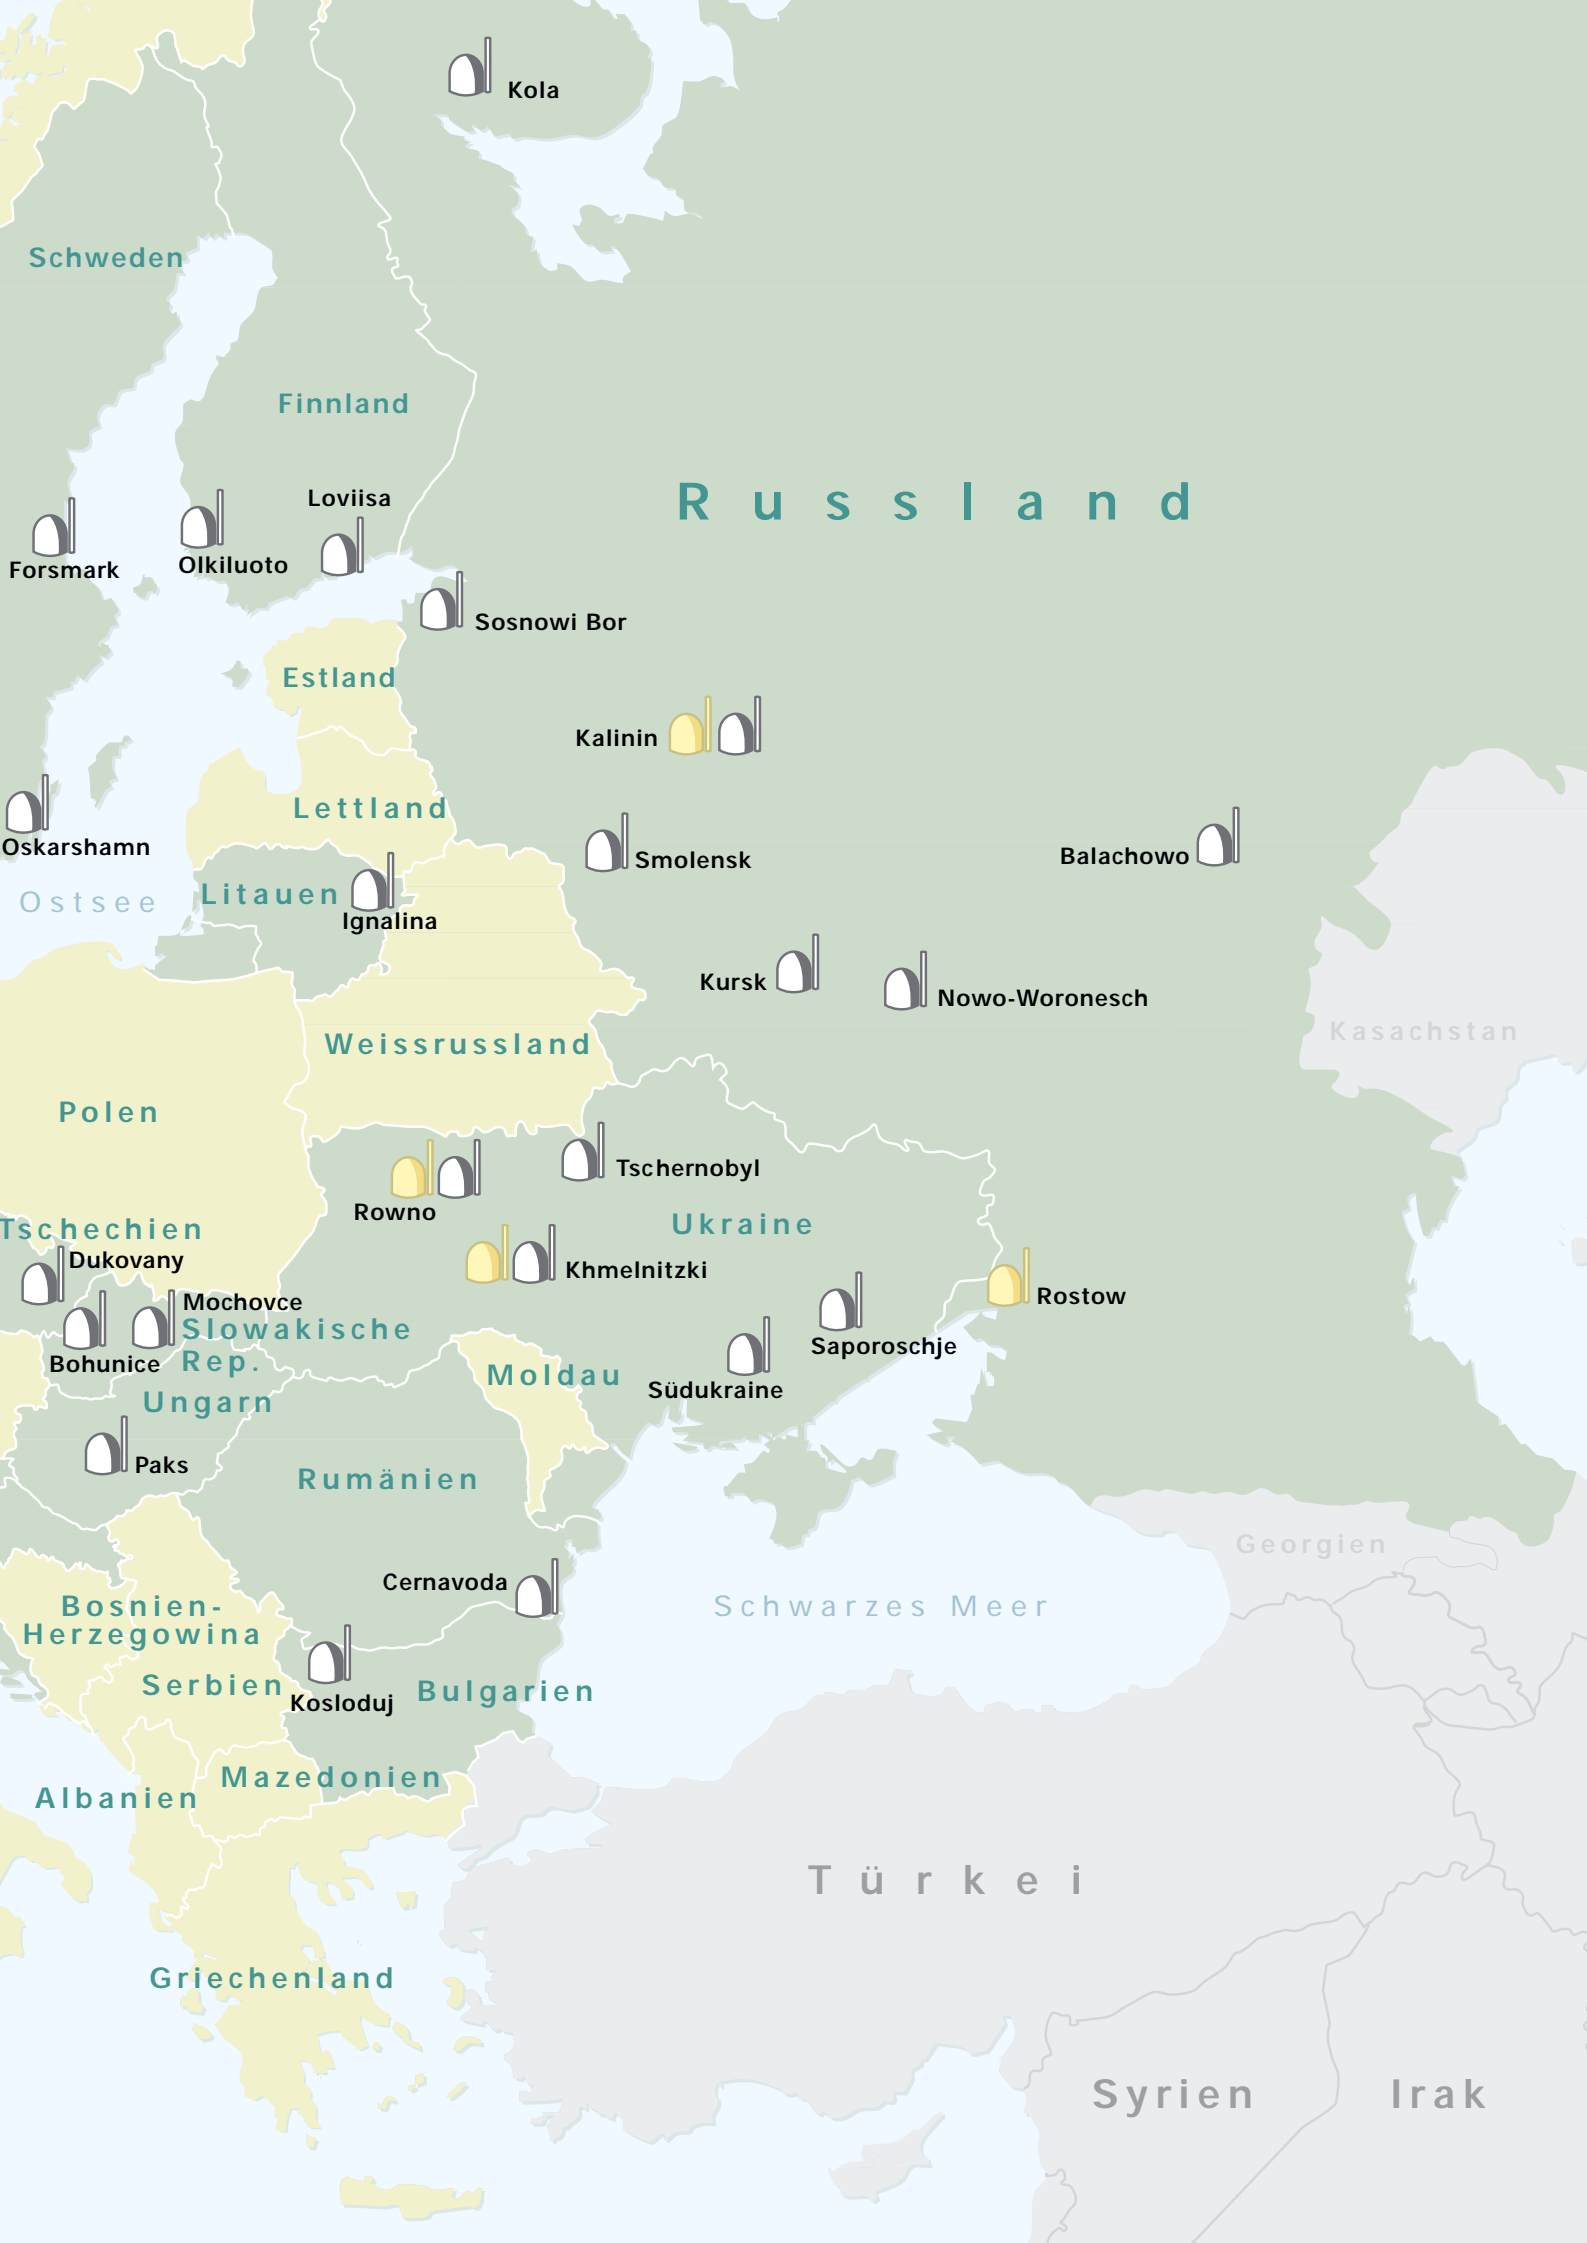 Kola
Schweden
Finnland
Russland
Loviisa
Forsmark
Olkiluoto
Sosnowi Bor
Estland
Kalinin
Lettland
Oskarshamn
Smolensk
Balachowo
Ostsee
Litauen
Ignalina
Kursk
Nowo-Woronesch
Kasachstan
Weissrussland
Polen
Tschernobyl
Rowno
Ukraine
Tschechien
Dukovany
Khmelnitzki
Rostow
Mochovce
Slowakische
Rep.
Bohunice
Saporoschje
Moldau
Südukraine
Ungarn
Paks
Rumänien
Georgien
Cernavoda
Schwarzes Meer
Bosnien-
Herzegowina
Serbien
Kosloduj
Bulgarien
Mazedonien
Albanien
Türkei
Griechenland
Syrien
Irak